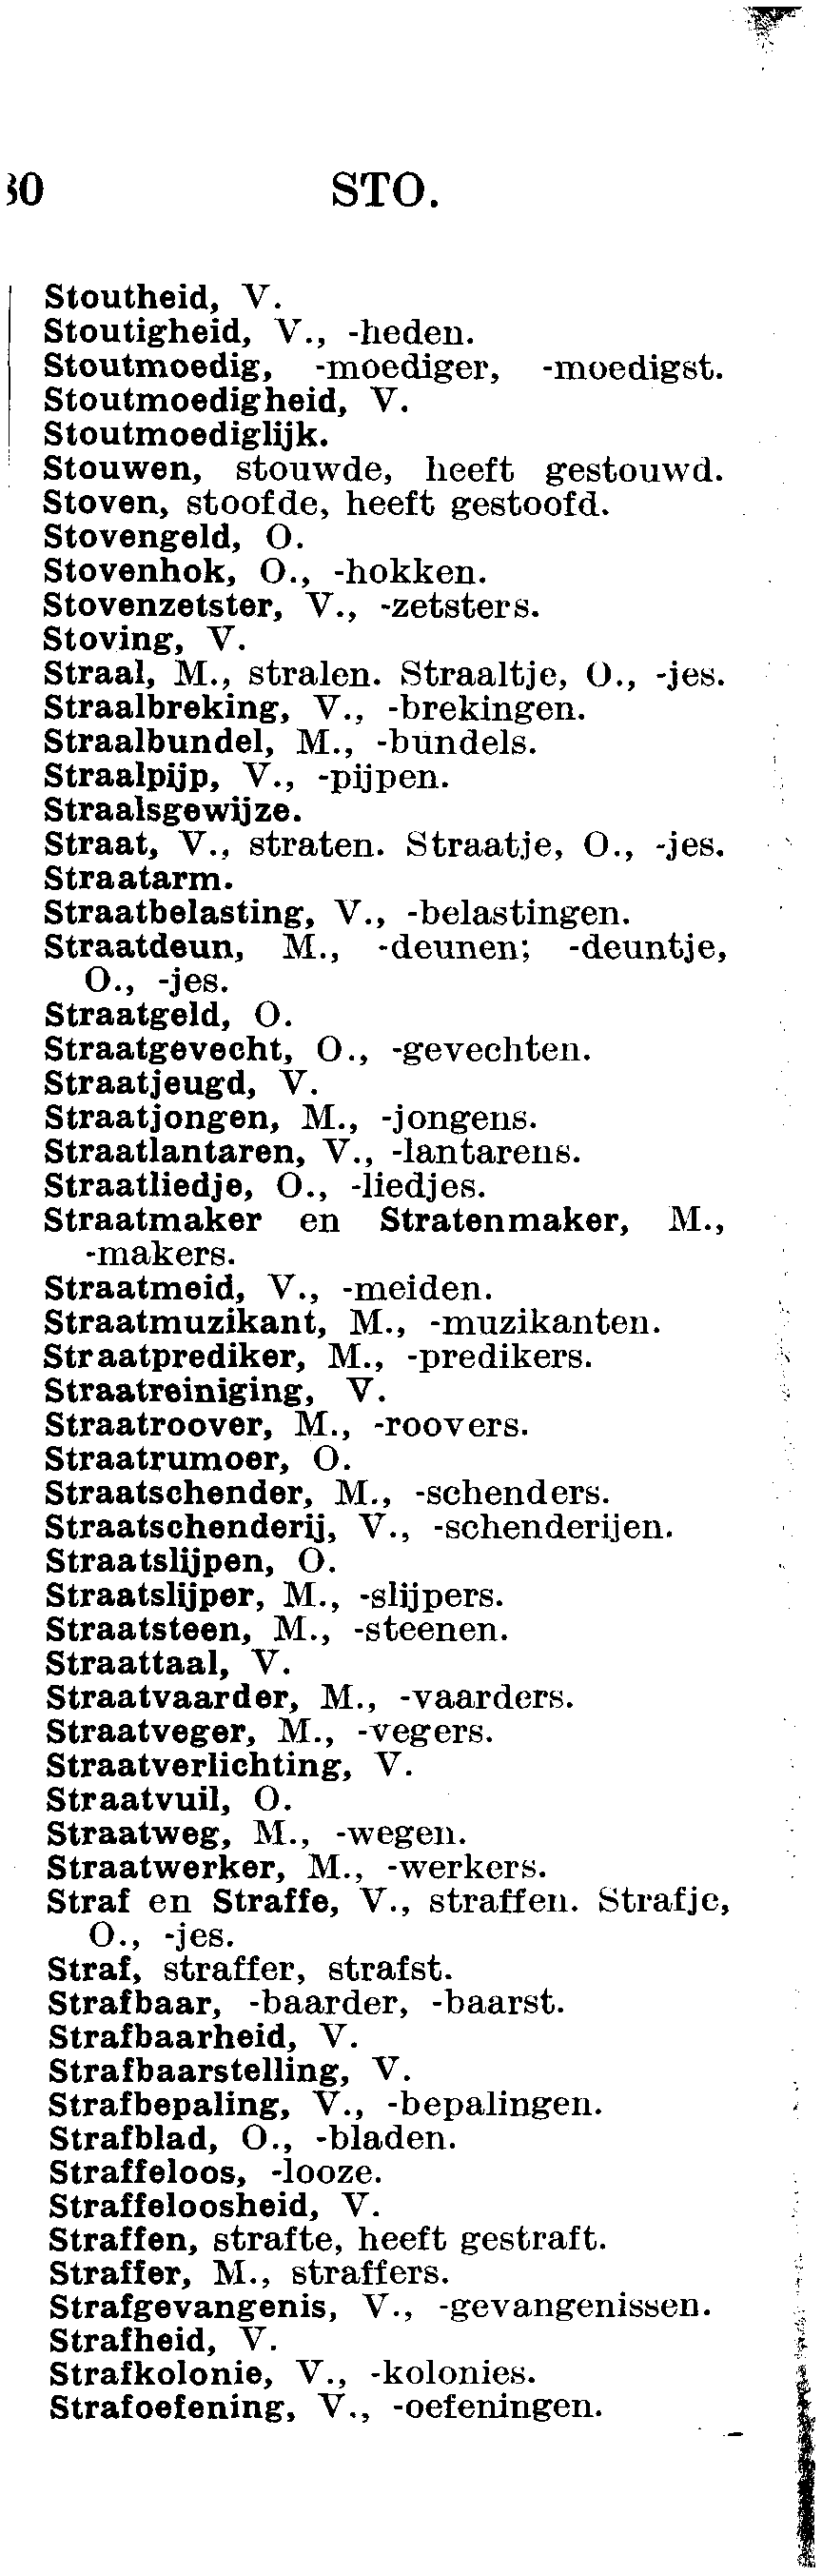 30 STO.
Stoutheid, V.
Stoutigheid, V., -heden.
Stoutmoedig, -moediger, -moedigst.
Stoutmoedigheid, V.
Stoutmoediglijk.
Stouwen, stouwde, heeft gestouwd.
Stoven, stoofde, heeft gestoofd.
Stovengeld, O.
Stovenhok, O., -hokken.
Stovenzetster, V., -zetsters.
Stoving, V.
Straal, M., stralen. Straaltje, O., -jes.
Straalbreking, V., -brekingen.
Straalbundel, M., -bundels.
Straalpijp, V., -pijpen.
Straalsgewijze.
Straat, V., straten. Straatje, O., -jes.
Straatarm.
Straatbelasting, V., -belastingen.
Straatdeun, M., -deunen; -deuntje,
O., -jes.
Straatgeld, O.
Straatgevecht, O., -gevechten.
Straatjeugd, V.
Straatjongen, M., -jongens.
Straatlantaren, V., -lantarens.
Straatliedje, O., -liedjes.
Straatmaker en Stratenmaker, M.,
-makers.
Straatmeid, V., -meiden.
Straatmuzikant, M., -muzikanten.
Straatprediker, M., -predikers.
Straatreiniging, V.
Straatroover, M., -roovers.
Straatrumoer, O.
Straatschender, M., -schenders.
Straatschenderij, V., -schenderijen.
Straatslijpen, O.
Straatslijper, M., -slijpers.
Straatsteen, M., -steenen.
Straattaal, V.
Straatvaarder, M., -vaarders.
Straatveger, M., -vegers.
Straatverlichting, V.
Straatvuil, O.
Straatweg, M., -wegen.
Straatwerker, M., -werkers.
Straf en Straffe, V., straffen. Strafje,
O., -jes.
Straf, straffer, strafst.
Strafbaar, -baarder, -baarst.
Strafbaarheid, V.
Strafbaarstelling, V.
Strafbepaling, V., -bepalingen.
Strafblad, O., -bladen.
Straffeloos, -looze.
Straffeloosheid, V.
Straffen, strafte, heeft gestraft.
Straffer, M., straffers.
Strafgevangenis, V., -gevangenissen.
Strafheid, V.
Strafkolonie, V., -kolonies.
Strafoefening, V., -oefeningen.